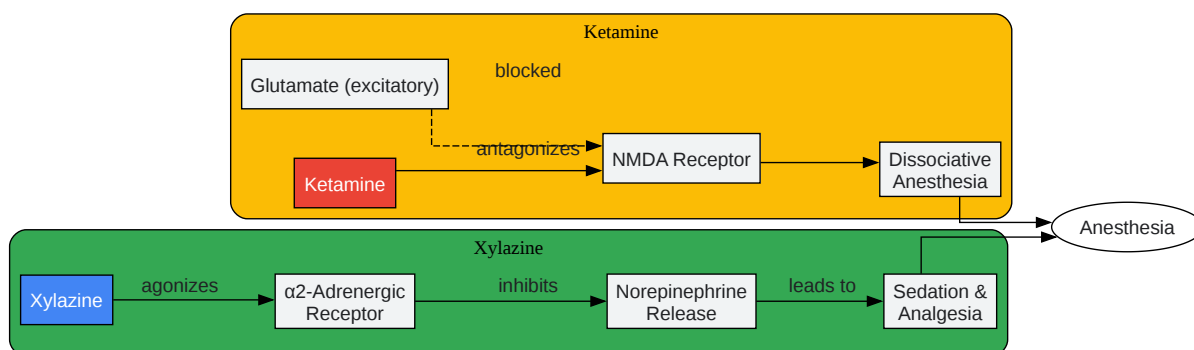 Ketamine
Glutamate (excitatory)
blocked
antagonizes
Ketamine
NMDA Receptor
Dissociative
Anesthesia
Anesthesia
Xylazine
Xylazine
agonizes
α2-Adrenergic
Receptor
inhibits
Norepinephrine
Release
leads to
Sedation &
Analgesia